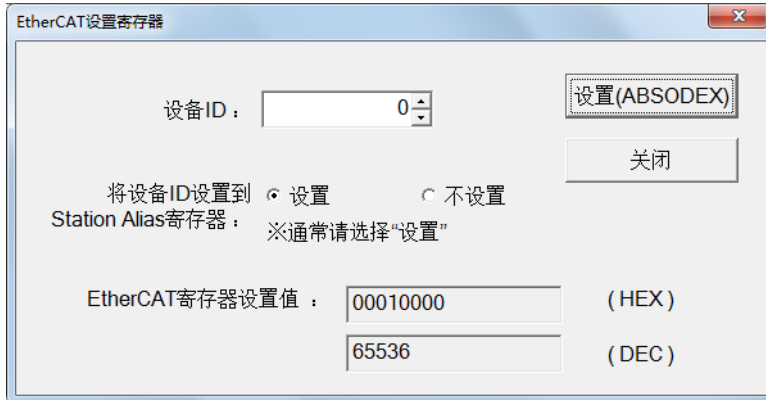 EtherCAT设置寄存器
设备ID： 0
设置(ABSODEX)
关闭
将设备ID设置到
Station Alias寄存器：
设置 不设置
※通常请选择“设置”
EtherCAT寄存器设置值 ： 00010000 ( HEX )
65536 ( DEC )